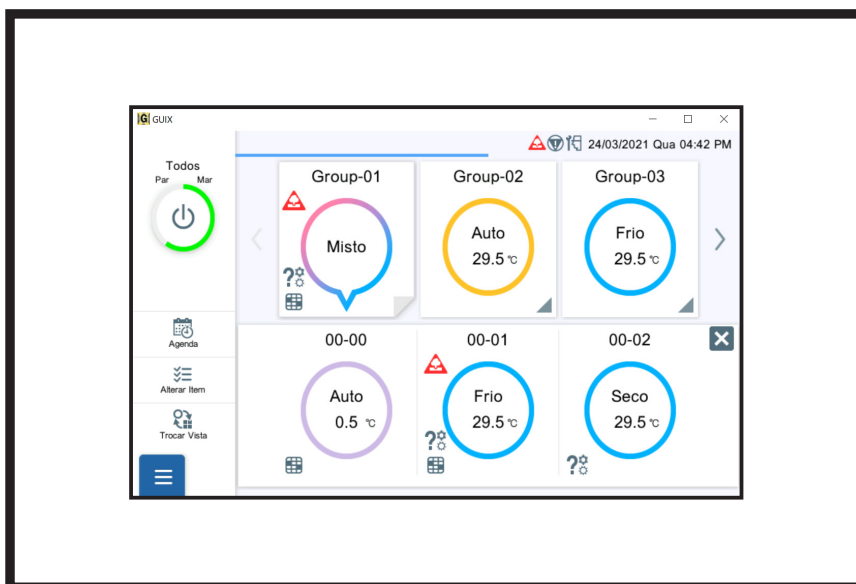 GUIX
24/03/2021 Qua 04:42 PM
Todos
Par Mar
Agenda
Alterar Item
Trocar Vista
Group-01
Misto
Group-02
Auto
29.5 °C
Group-03
Frio
29.5 °C
00-00
Auto
0.5 °C
00-01
Frio
29.5 °C
00-02
Seco
29.5 °C